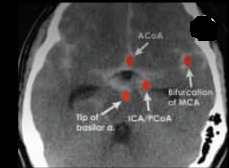 ACoA
Bifurcation
of MCA
Tip of
basilar a.
ICA/PCoA